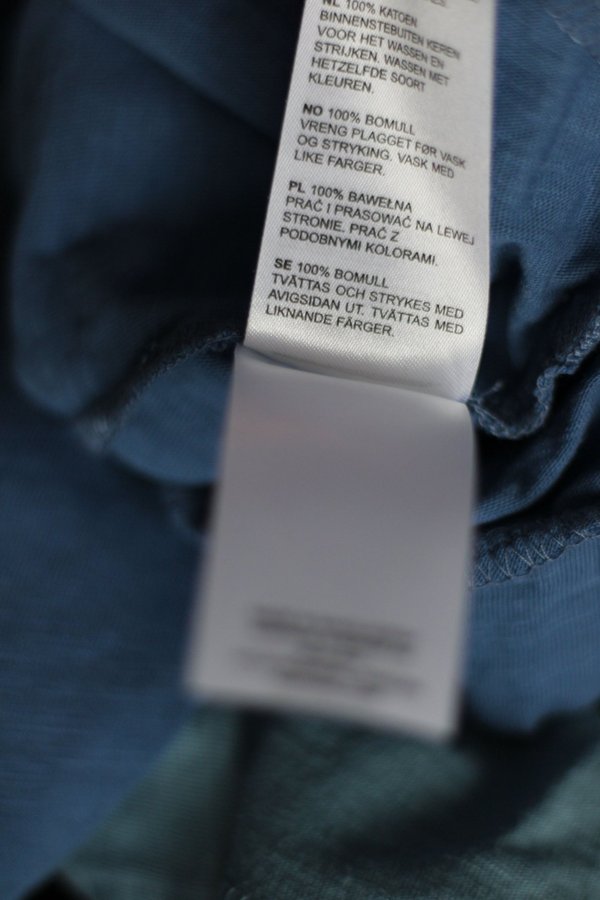 NL 100% KATOEN
BINNENSTEBUITEN KEREN
VOOR HET WASSEN EN
STRIJKEN. WASSEN MET
HETZELFDE SOORT
KLEUREN.
NO 100% BOMULL
VRENG PLAGGET FØR VASK
OG STRYKING. VASK MED
LIKE FARGER.
PL 100% BAWEŁNA
PRAĆ I PRASOWAĆ NA LEWEJ
STRONIE. PRAĆ Z
PODOBNYMI KOLORAMI.
SE 100% BOMULL
TVÄTTAS OCH STRYKES MED
AVIGSIDAN UT. TVÄTTAS MED
LIKNANDE FÄRGER.